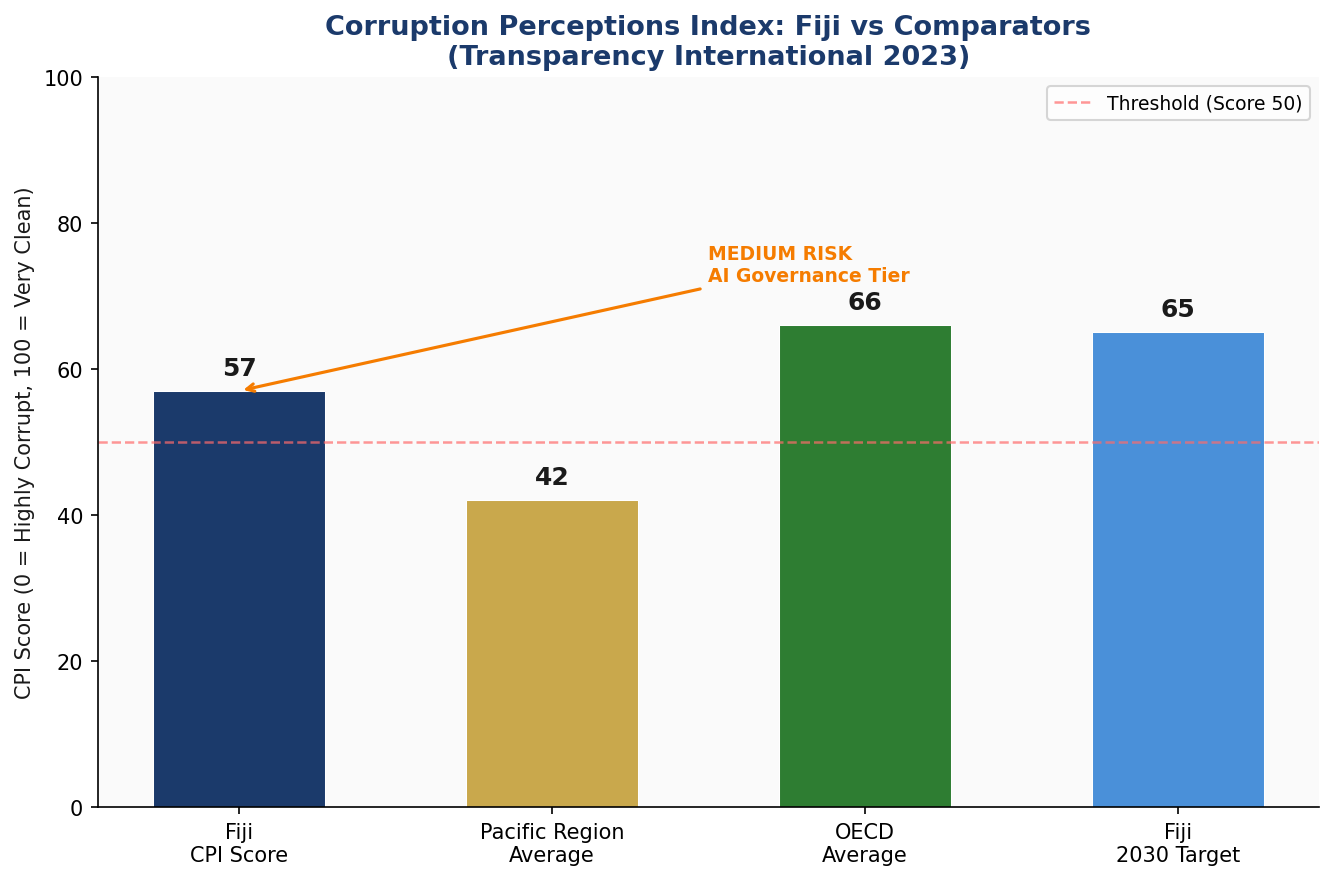 Corruption Perceptions Index: Fiji vs Comparators
(Transparency International 2023)
Threshold (Score 50)
CPI Score (0 = Highly Corrupt, 100 = Very Clean)
100
80
60
40
20
0
MEDIUM RISK
AI Governance Tier
57
42
66
65
Fiji
CPI Score
Pacific Region
Average
OECD
Average
Fiji
2030 Target